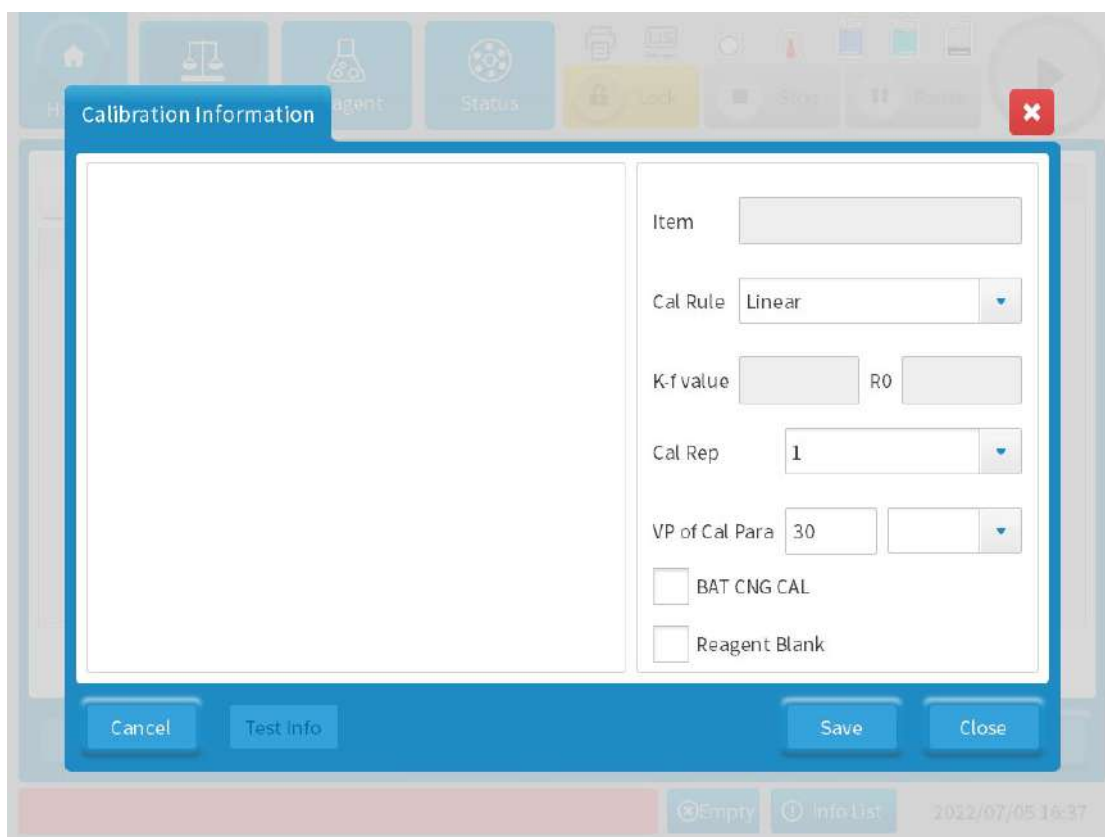 LIS
Status
Lock
Stop
Calibration Information
Item
Cal Rule Linear
K-f value R0
Cal Rep 1
VP of Cal Para 30
BAT CNG CAL
Reagent Blank
Cancel Test Info Save Close
Empty Info List 2022/07/05 16:37